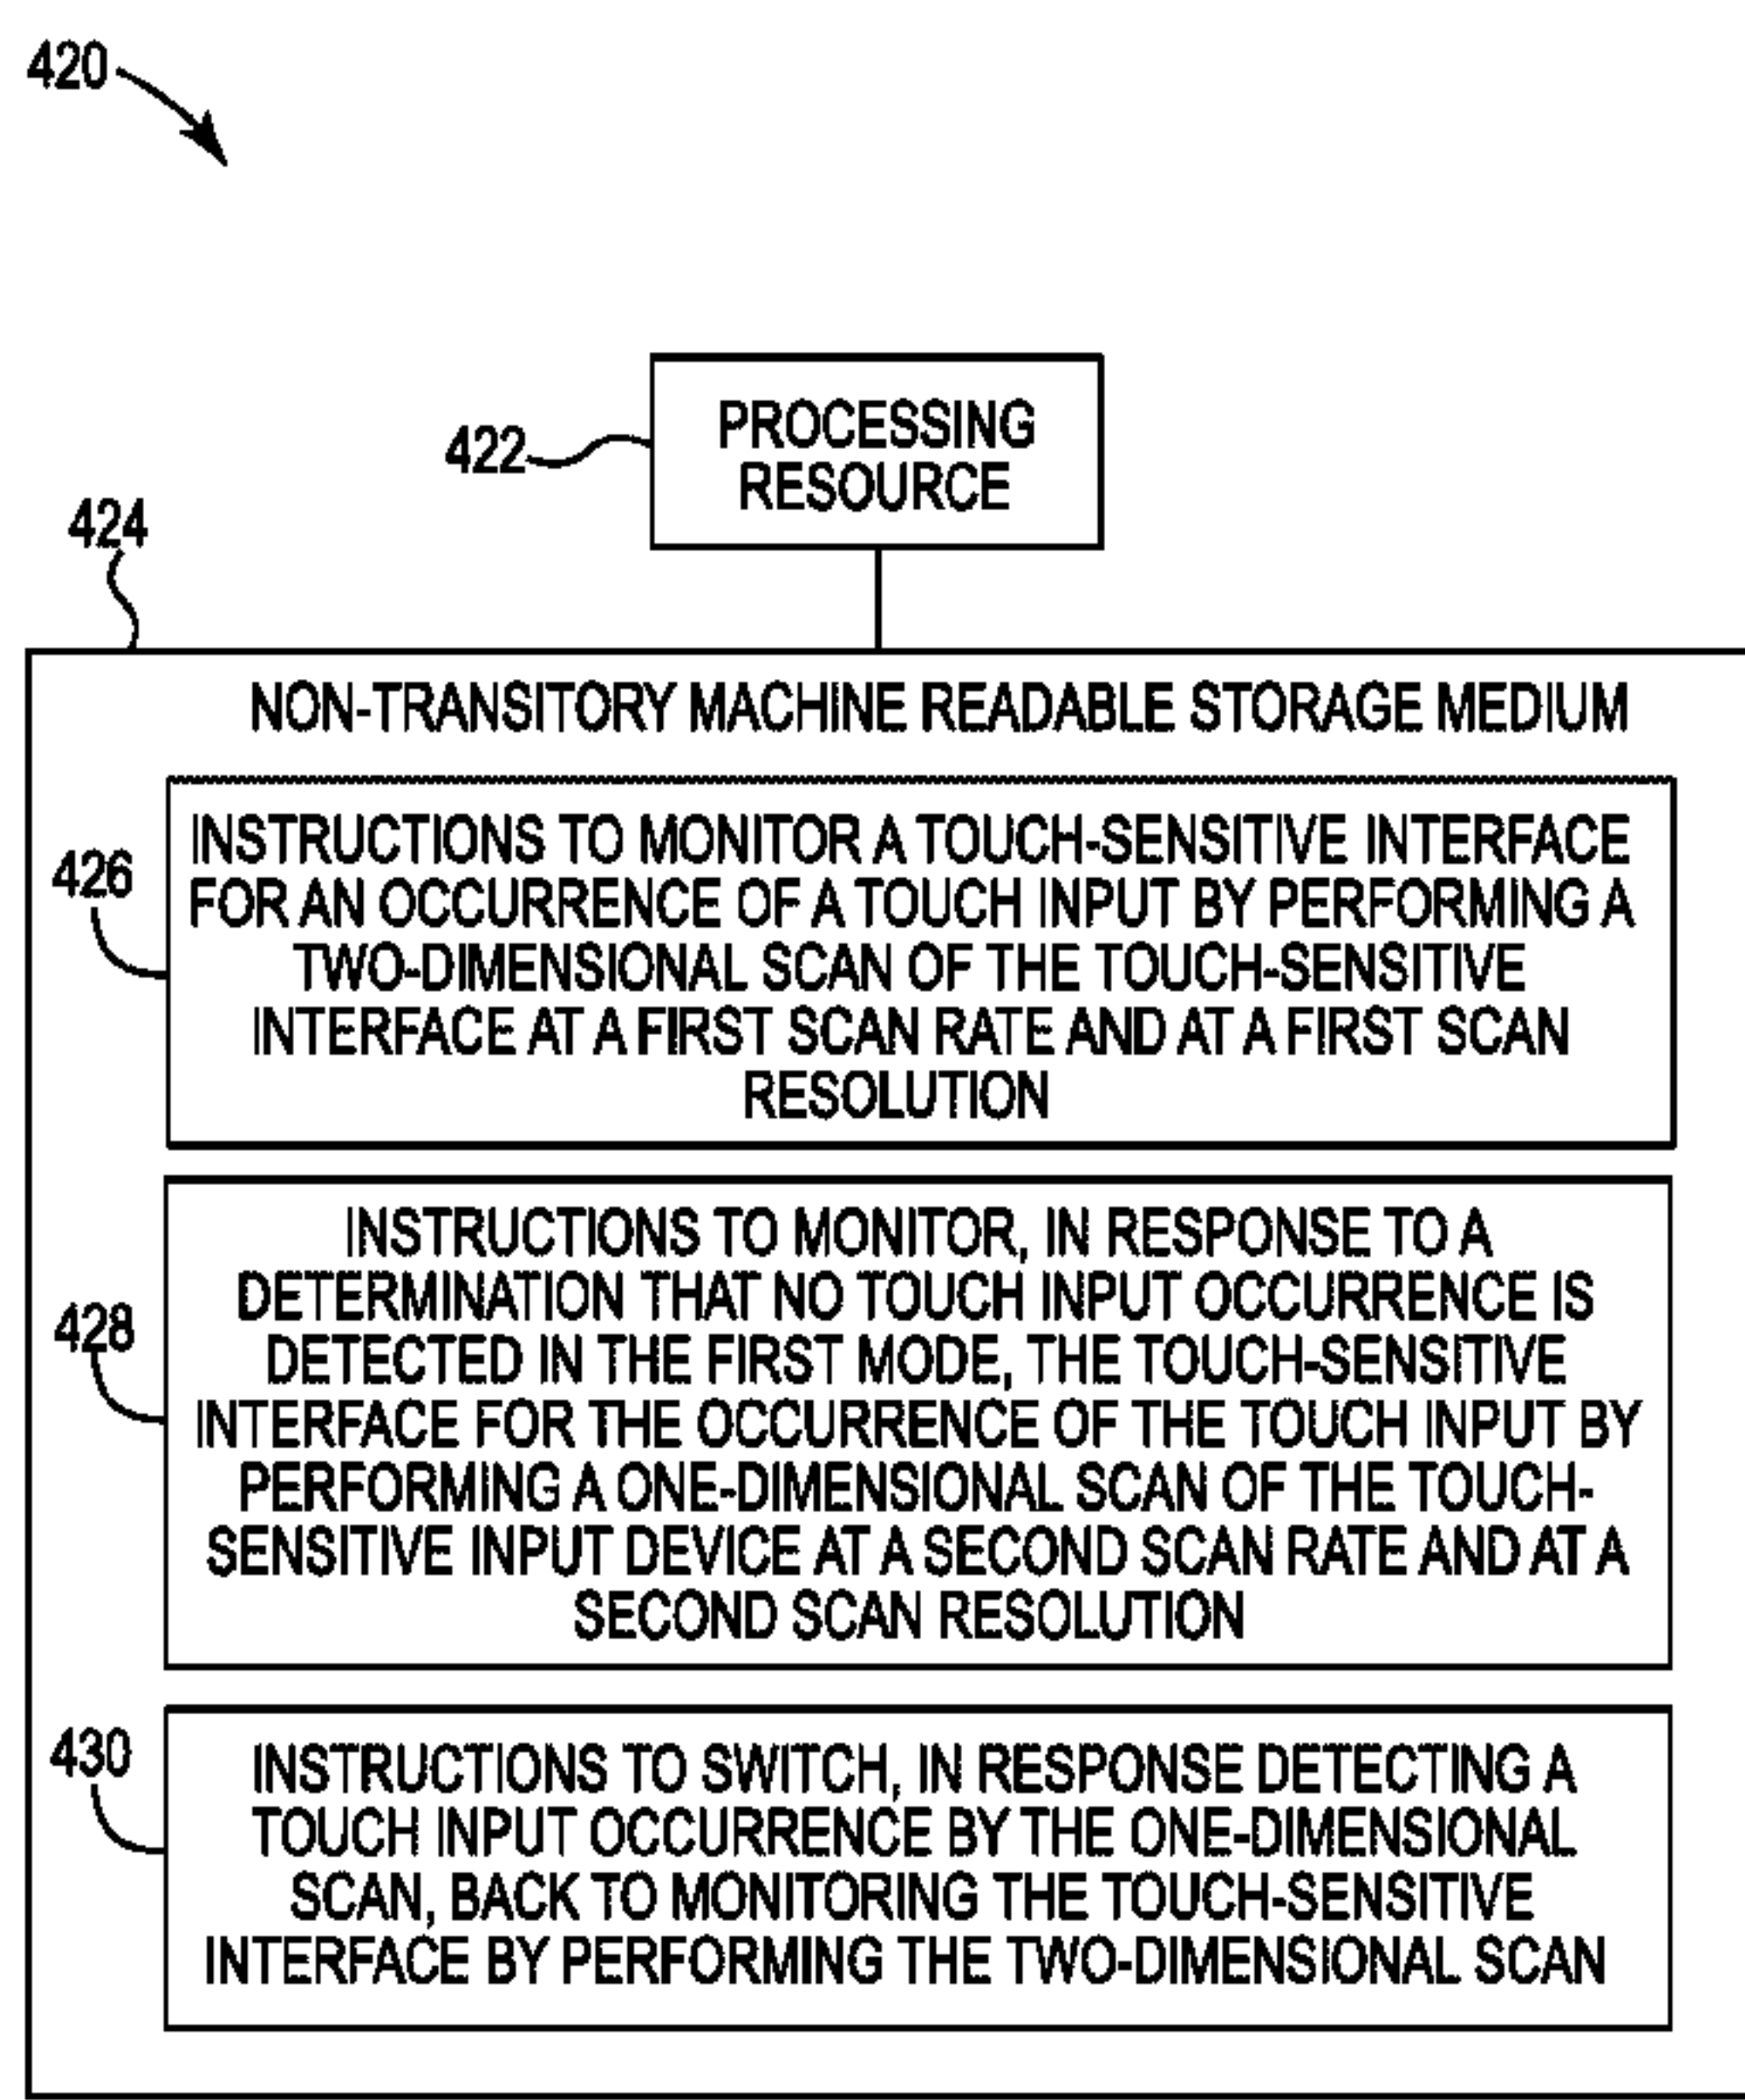 420
422
PROCESSING
RESOURCE
424
NON-TRANSITORY MACHINE READABLE STORAGE MEDIUM
426
INSTRUCTIONS TO MONITOR A TOUCH-SENSITIVE INTERFACE
FOR AN OCCURRENCE OF A TOUCH INPUT BY PERFORMING A
TWO-DIMENSIONAL SCAN OF THE TOUCH-SENSITIVE
INTERFACE AT A FIRST SCAN RATE AND AT A FIRST SCAN
RESOLUTION
428
INSTRUCTIONS TO MONITOR, IN RESPONSE TO A
DETERMINATION THAT NO TOUCH INPUT OCCURRENCE IS
DETECTED IN THE FIRST MODE, THE TOUCH-SENSITIVE
INTERFACE FOR THE OCCURRENCE OF THE TOUCH INPUT BY
PERFORMING A ONE-DIMENSIONAL SCAN OF THE TOUCH-
SENSITIVE INPUT DEVICE AT A SECOND SCAN RATE AND AT A
SECOND SCAN RESOLUTION
430
INSTRUCTIONS TO SWITCH, IN RESPONSE DETECTING A
TOUCH INPUT OCCURRENCE BY THE ONE-DIMENSIONAL
SCAN, BACK TO MONITORING THE TOUCH-SENSITIVE
INTERFACE BY PERFORMING THE TWO-DIMENSIONAL SCAN